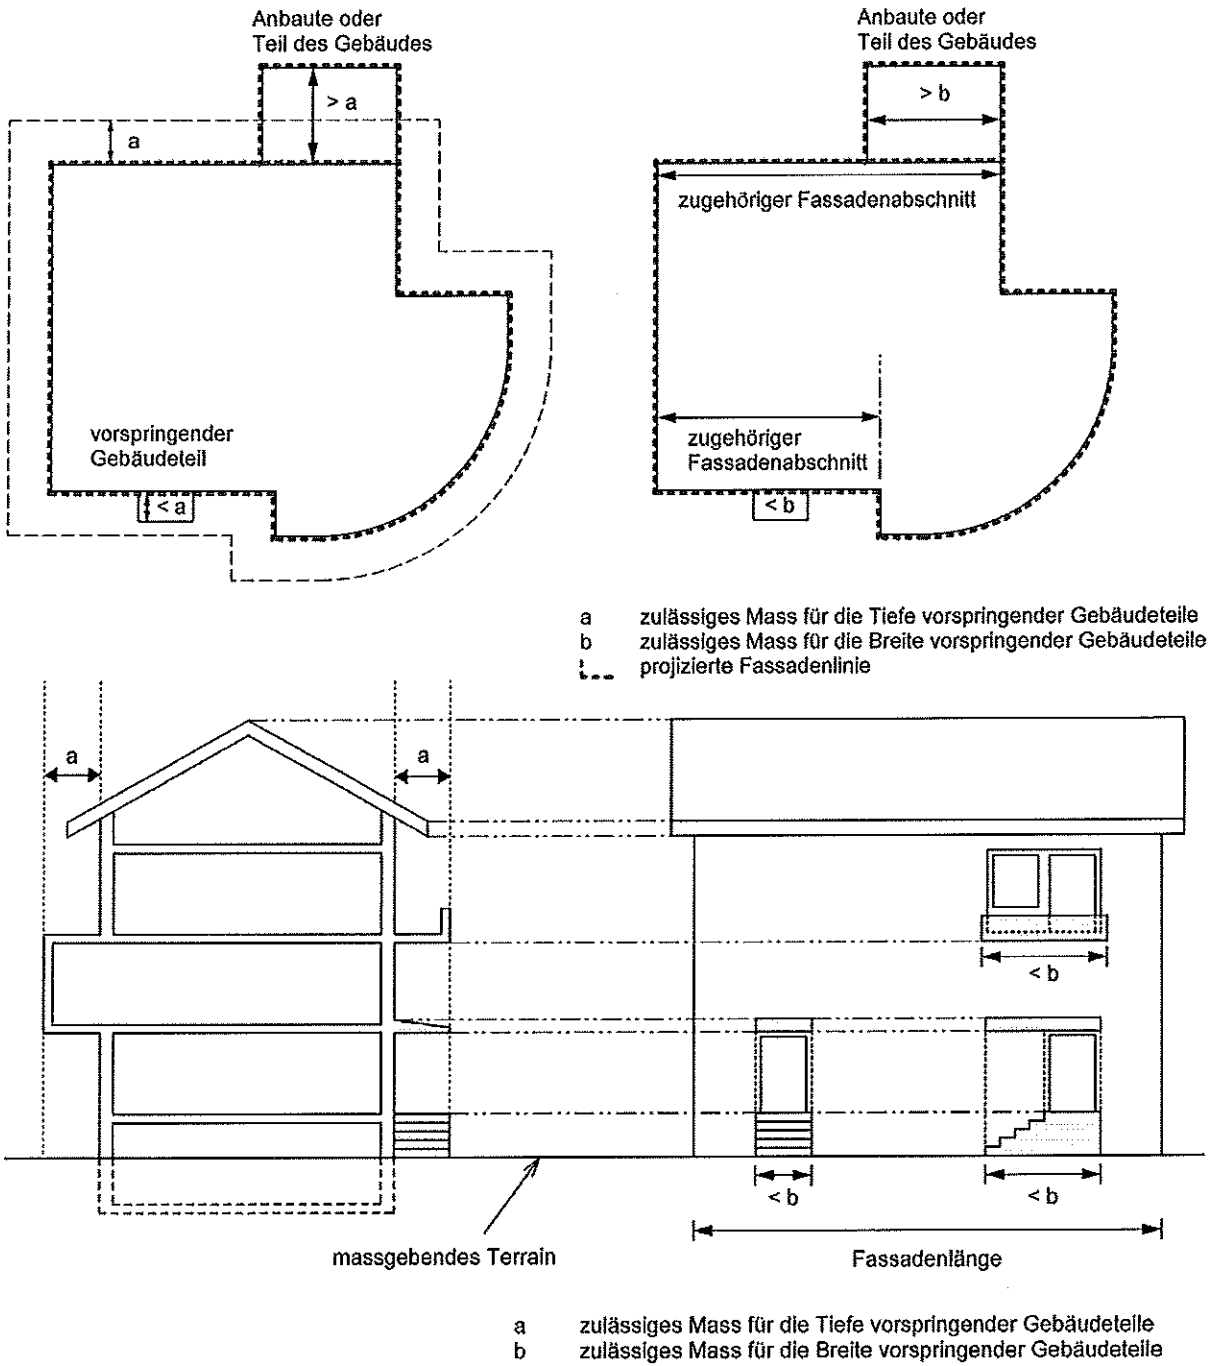 Anbaute oder
Teil des Gebäudes
> a
a
vorspringender
Gebäudeteil
< a
Anbaute oder
Teil des Gebäudes
> b
zugehöriger Fassadenabschnitt
zugehöriger
Fassadenabschnitt
< b
a zulässiges Mass für die Tiefe vorspringender Gebäudeteile
b zulässiges Mass für die Breite vorspringender Gebäudeteile
projizierte Fassadenlinie
a
a
< b
< b
< b
massgebendes Terrain
Fassadenlänge
a zulässiges Mass für die Tiefe vorspringender Gebäudeteile
b zulässiges Mass für die Breite vorspringender Gebäudeteile